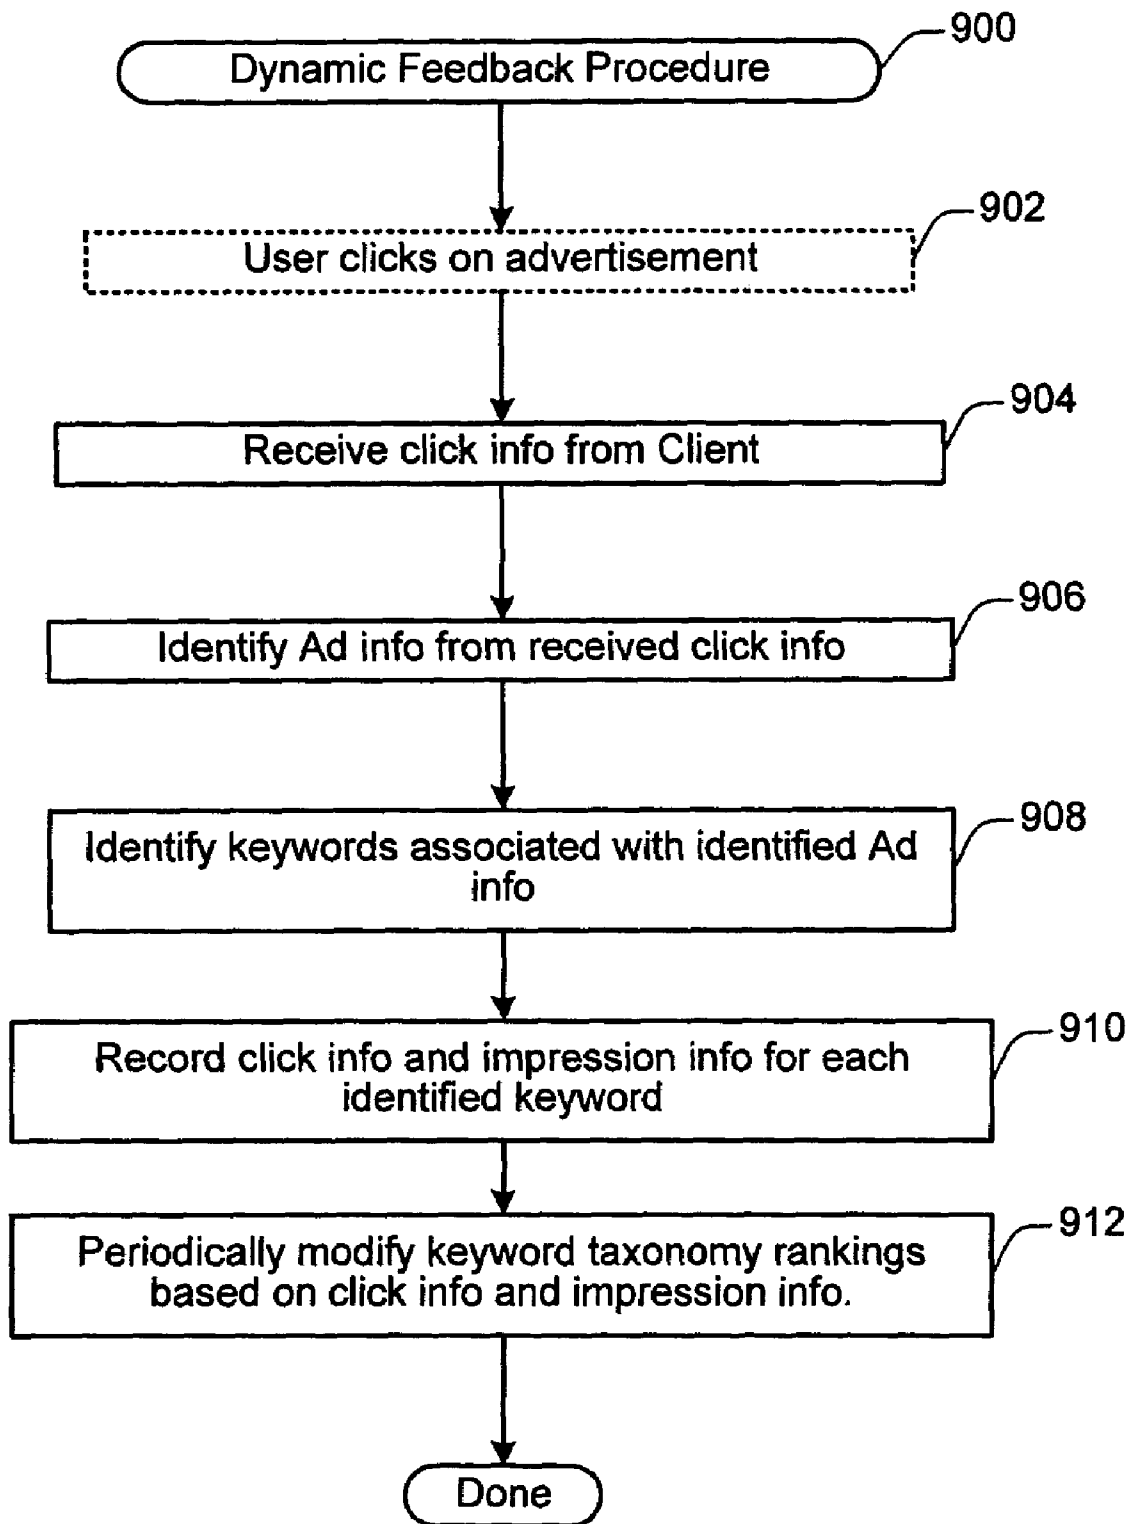 900
Dynamic Feedback Procedure
902
User clicks on advertisement
904
Receive click info from Client
906
Identify Ad info from received click info
908
Identify keywords associated with identified Ad
info
910
Record click info and impression info for each
identified keyword
912
Periodically modify keyword taxonomy rankings
based on click info and impression info.
Done